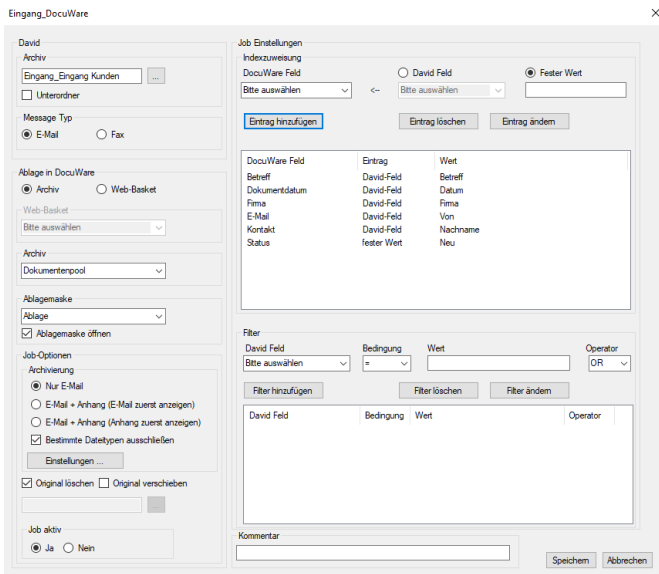 Eingang_DocuWare
David
Archiv
Eingang_Eingang Kunden
...
Unterordner
Message Typ
E-Mail
Fax
Ablage in DocuWare
Archiv
Web-Basket
Web-Basket
Bitte auswählen
Archiv
Dokumentenpool
Ablagemaske
Ablage
Ablagemaske öffnen
Job-Optionen
Archivierung
Nur E-Mail
E-Mail + Anhang (E-Mail zuerst anzeigen)
E-Mail + Anhang (Anhang zuerst anzeigen)
Bestimmte Dateitypen ausschließen
Einstellungen ...
Original löschen Original verschieben
...
Job aktiv
Ja Nein
Job Einstellungen
Indexzuweisung
DocuWare Feld David Feld Fester Wert
Bitte auswählen <-- Bitte auswählen
Eintrag hinzufügen Eintrag löschen Eintrag ändern
DocuWare Feld Eintrag Wert
Betreff David-Feld Betreff
Dokumentdatum David-Feld Datum
Firma David-Feld Firma
E-Mail David-Feld Von
Kontakt David-Feld Nachname
Status fester Wert Neu
Filter
David Feld Bedingung Wert Operator
Bitte auswählen = OR
Filter hinzufügen Filter löschen Filter ändern
David Feld Bedingung Wert Operator
Kommentar
Speichern Abbrechen